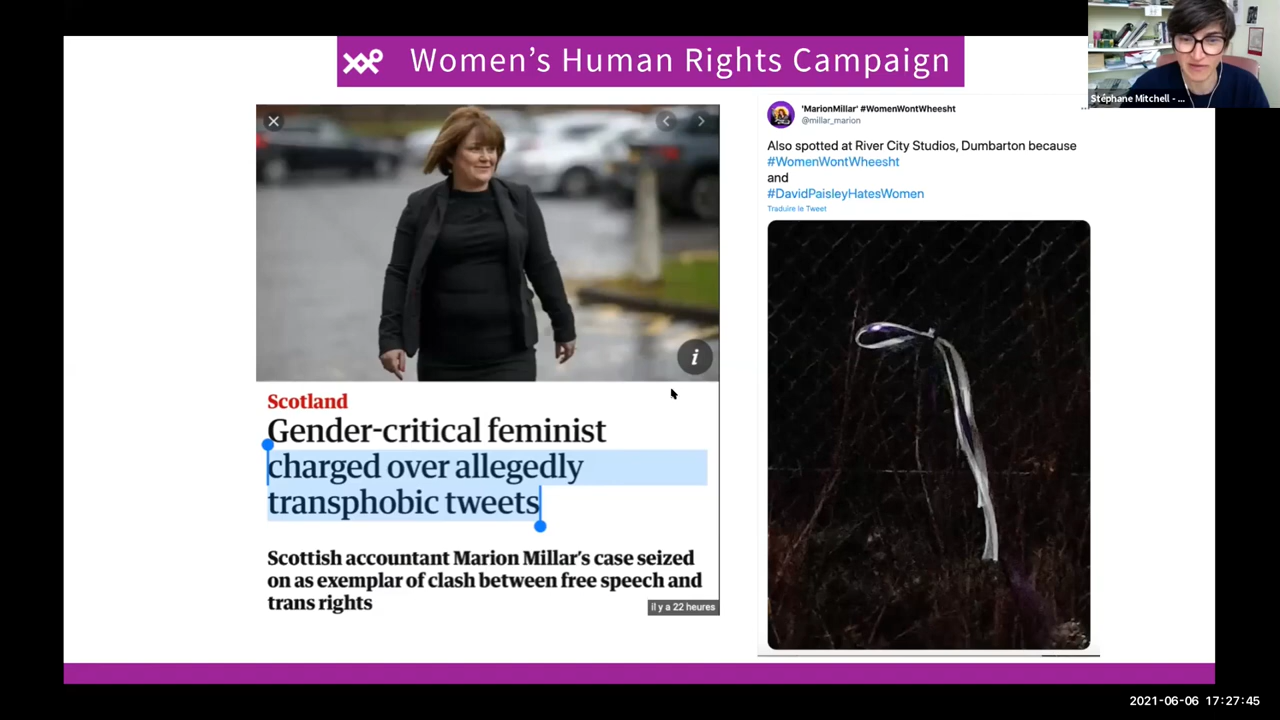 Women's Human Rights Campaign
Stéphane Mitchell - ...
Scotland
Gender-critical feminist
charged over allegedly
transphobic tweets
Scottish accountant Marion Millar's case seized
on as exemplar of clash between free speech and
trans rights
il y a 22 heures
'MarionMillar' #WomenWontWheesht
@millar_marion
Also spotted at River City Studios, Dumbarton because
#WomenWontWheesht
and
#DavidPaisleyHatesWomen
Traduire le Tweet
2021-06-06 17:27:45